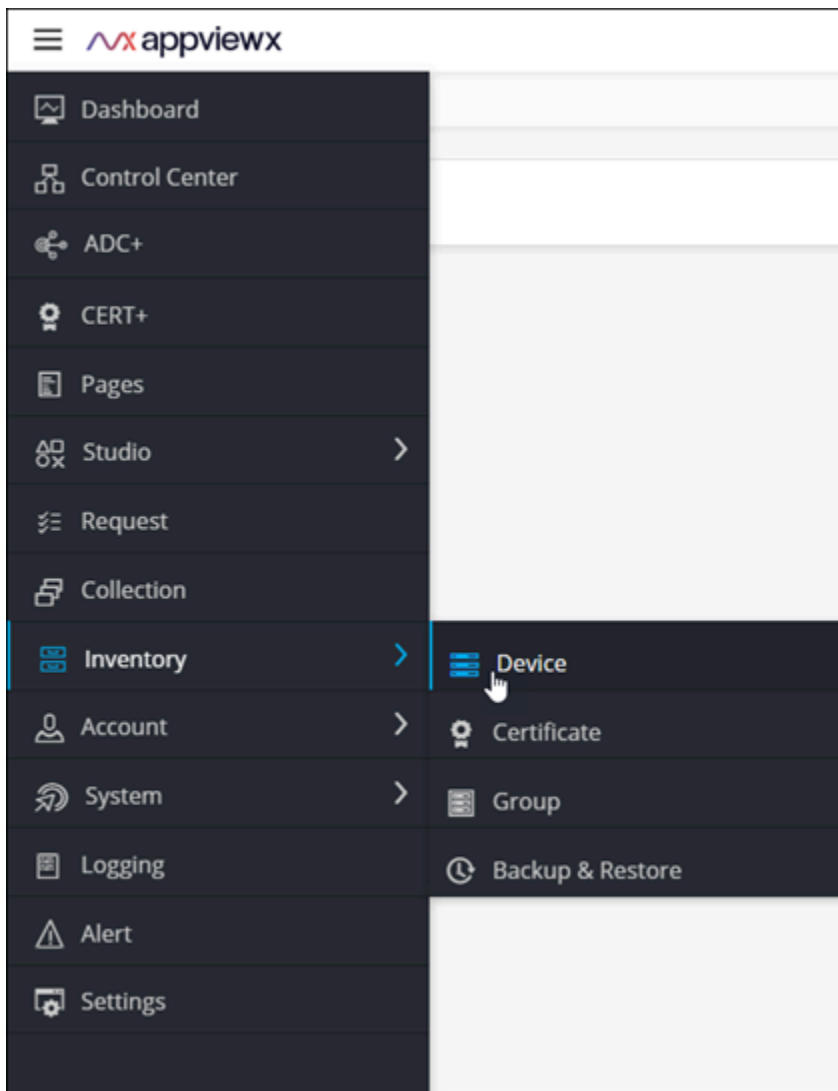 appviewx
Dashboard
Control Center
ADC+
CERT+
Pages
Studio
Request
Collection
Inventory
Account
System
Logging
Alert
Settings
Device
Certificate
Group
Backup & Restore